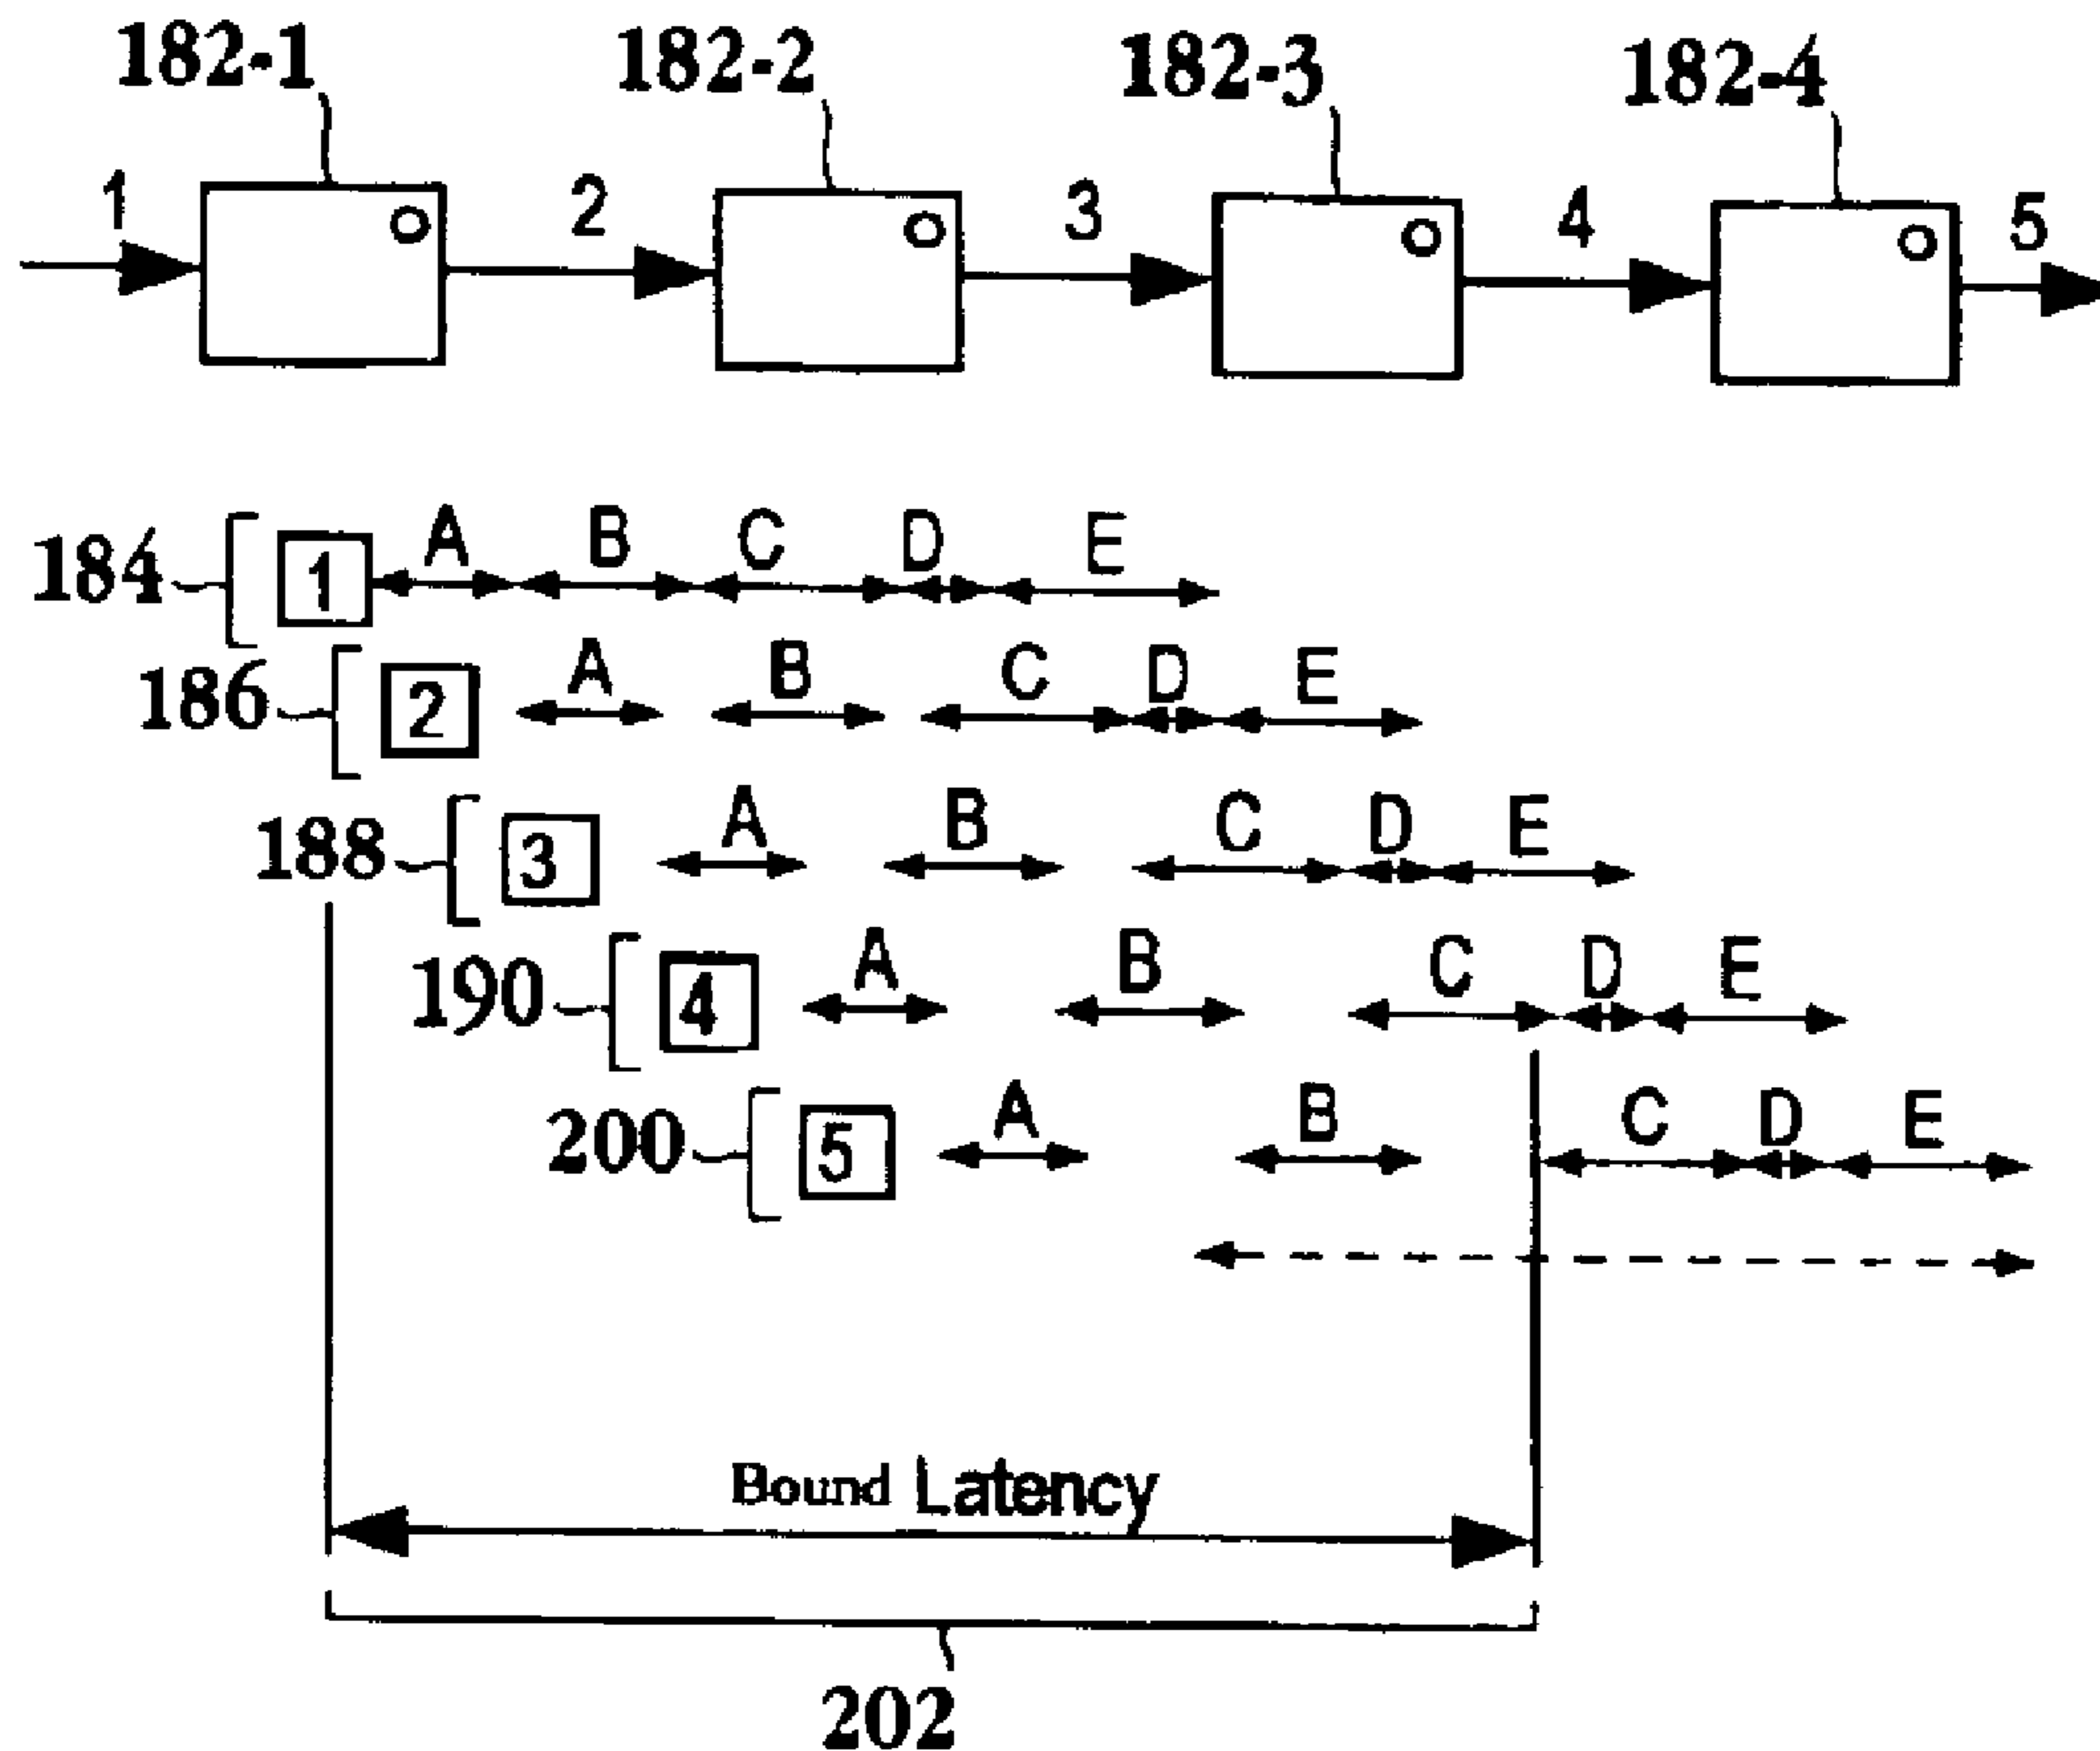 182-1 182-2 182-3 182-4
1 2 3 4 5
184 1 A B C D E
186 2 A B C D E
188 3 A B C D E
190 4 A B C D E
200 5 A B C D E
Bound Latency
202